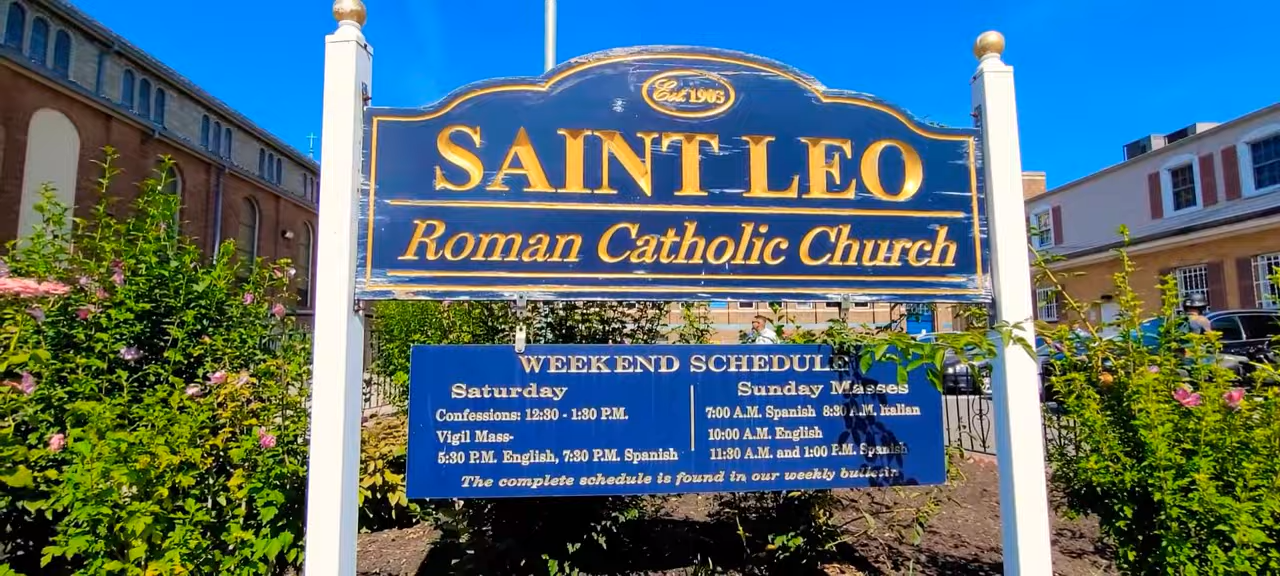 Est. 1905
SAINT LEO
Roman Catholic Church
WEEKEND SCHEDULE
Saturday
Confessions: 12:30 - 1:30 P.M.
Vigil Mass-
5:30 P.M. English, 7:30 P.M. Spanish
Sunday Masses
7:00 A.M. Spanish 8:30 A.M. Italian
10:00 A.M. English
11:30 A.M. and 1:00 P.M. Spanish
The complete schedule is found in our weekly bulletin